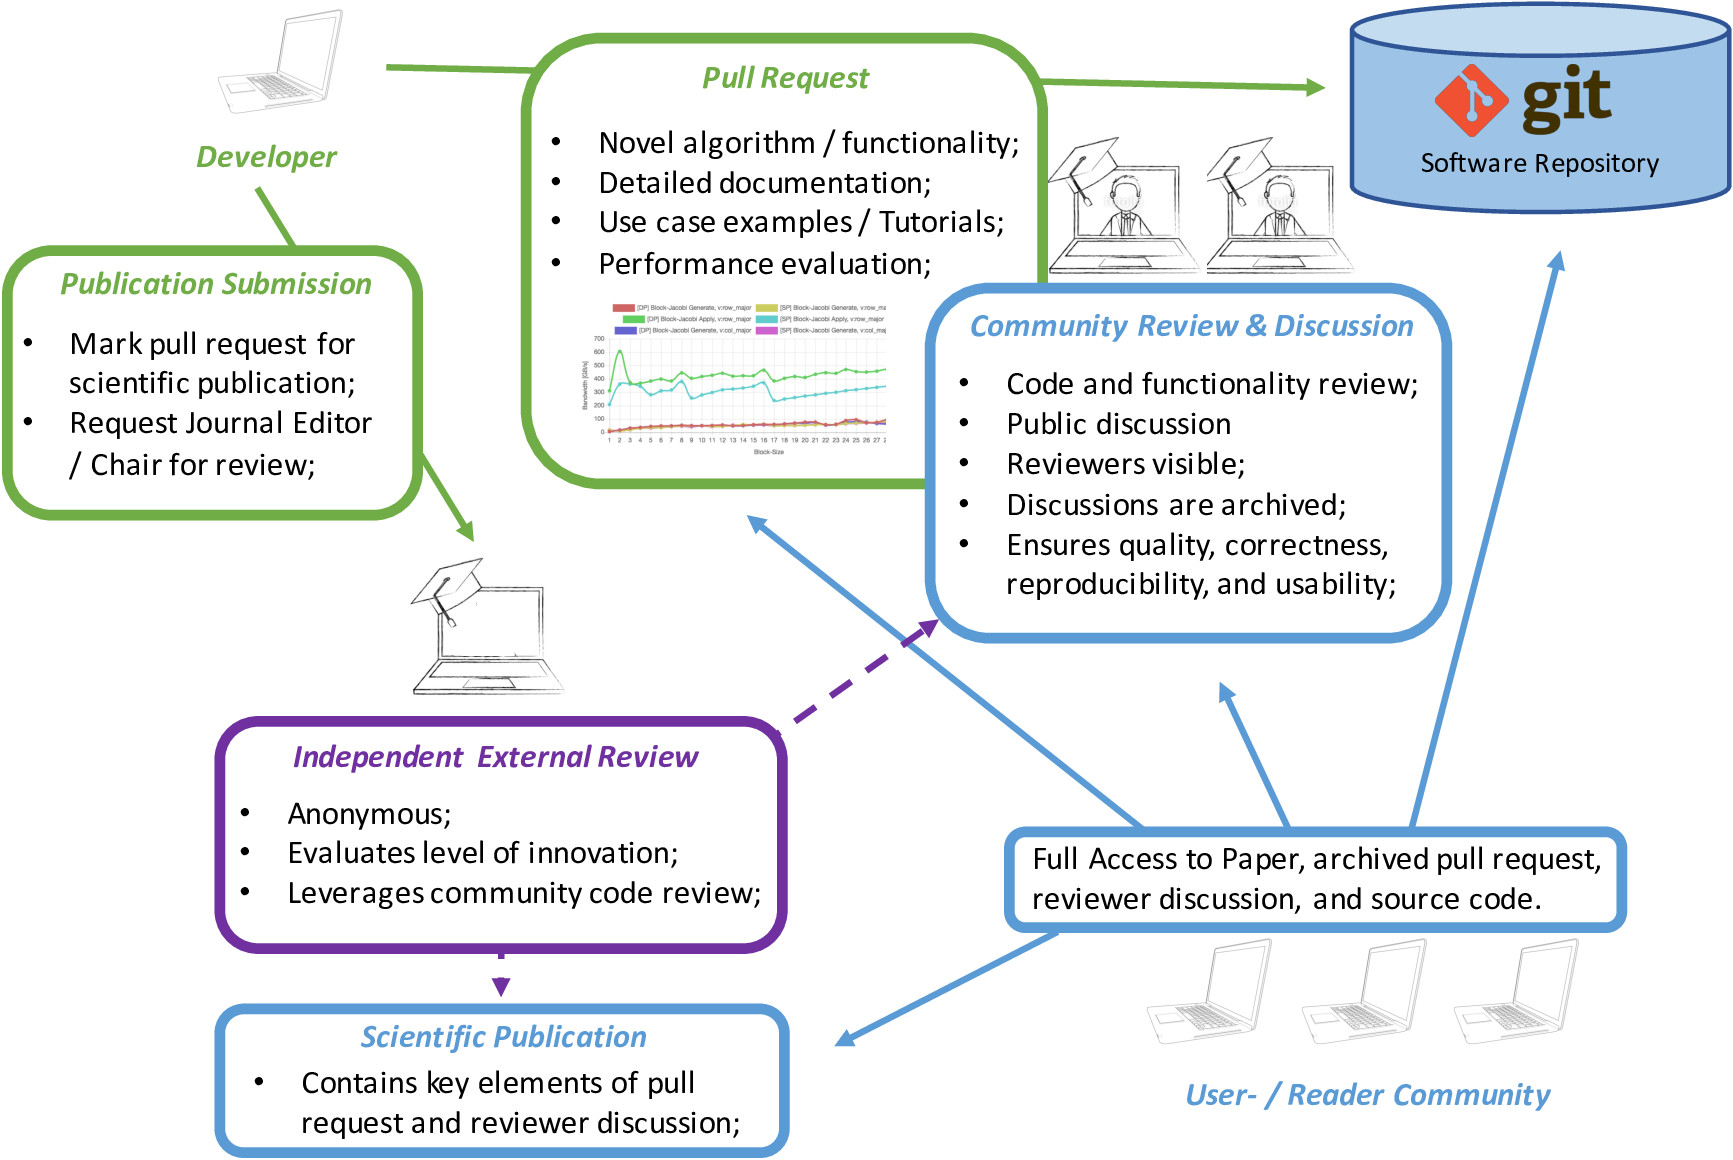 Pull Request
• Novel algorithm / functionality;
• Detailed documentation;
• Use case examples / Tutorials;
• Performance evaluation;
[DP] Block-Jacobi Generate, v:row_major
[SP] Block-Jacobi Generate, v:row_ma
[DP] Block-Jacobi Apply, v:row_major
[SP] Block-Jacobi Apply, v:row_major
[DP] Block-Jacobi Generate, v:col_major
[SP] Block-Jacobi Generate, v:col_maj
Bandwidth [GB/s]
700
600
500
400
300
200
100
0
1 2 3 4 5 6 7 8 9 10 11 12 13 14 15 16 17 18 19 20 21 22 23 24 25 26 27
Block-Size
git
Software Repository
Developer
Publication Submission
• Mark pull request for
scientific publication;
• Request Journal Editor
/ Chair for review;
Community Review & Discussion
• Code and functionality review;
• Public discussion
• Reviewers visible;
• Discussions are archived;
• Ensures quality, correctness,
reproducibility, and usability;
Independent External Review
• Anonymous;
• Evaluates level of innovation;
• Leverages community code review;
Full Access to Paper, archived pull request,
reviewer discussion, and source code.
Scientific Publication
• Contains key elements of pull
request and reviewer discussion;
User- / Reader Community